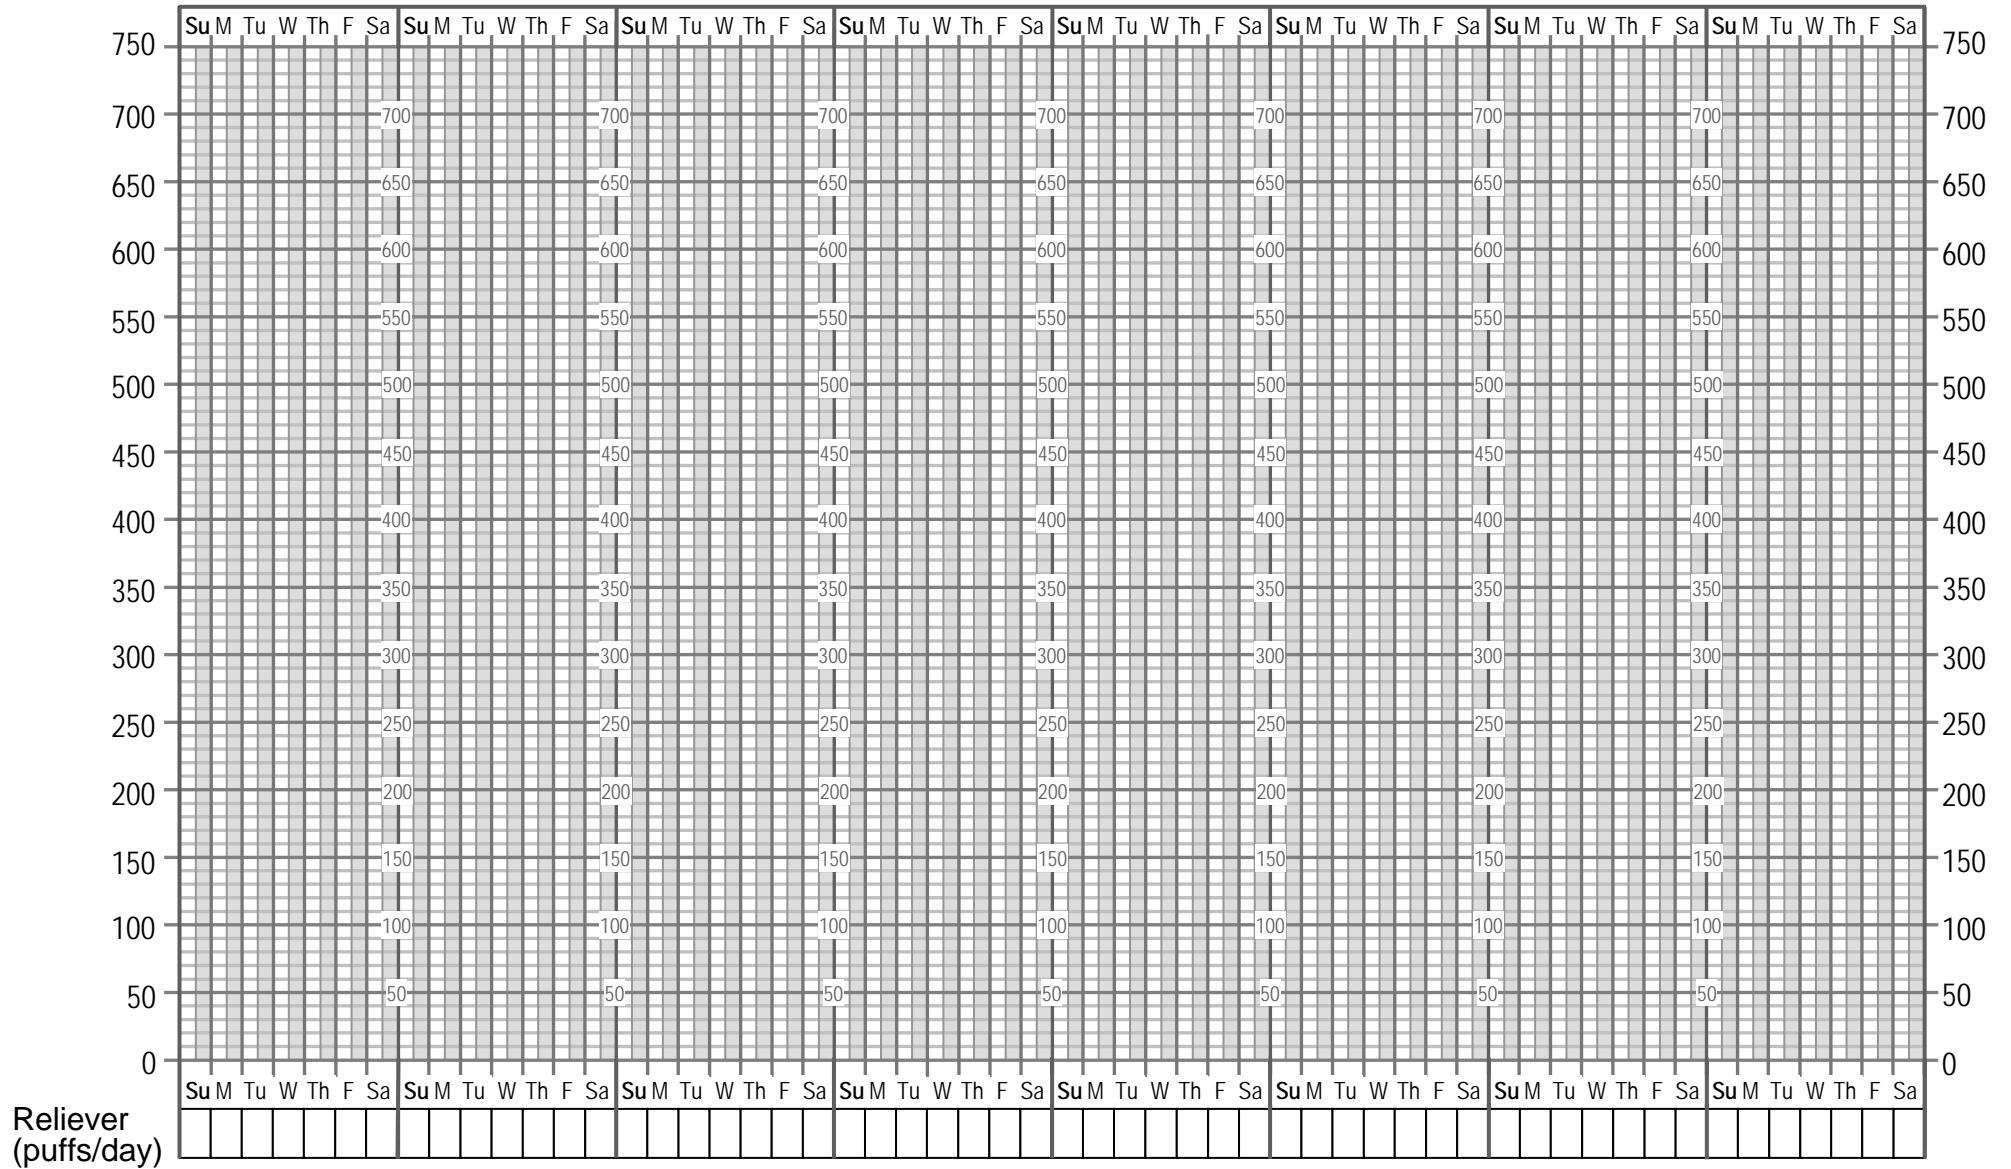 Su M Tu W Th F Sa Su M Tu W Th F Sa Su M Tu W Th F Sa Su M Tu W Th F Sa Su M Tu W Th F Sa Su M Tu W Th F Sa Su M Tu W Th F Sa Su M Tu W Th F Sa
750 750
700 700 700 700 700 700 700 700 700
650 650 650 650 650 650 650 650 650
600 600 600 600 600 600 600 600 600
550 550 550 550 550 550 550 550 550
500 500 500 500 500 500 500 500 500
450 450 450 450 450 450 450 450 450
400 400 400 400 400 400 400 400 400
350 350 350 350 350 350 350 350 350
300 300 300 300 300 300 300 300 300
250 250 250 250 250 250 250 250 250
200 200 200 200 200 200 200 200 200
150 150 150 150 150 150 150 150 150
100 100 100 100 100 100 100 100 100
50 50 50 50 50 50 50 50 50
0 0
Su M Tu W Th F Sa Su M Tu W Th F Sa Su M Tu W Th F Sa Su M Tu W Th F Sa Su M Tu W Th F Sa Su M Tu W Th F Sa Su M Tu W Th F Sa Su M Tu W Th F Sa
Reliever
(puffs/day)